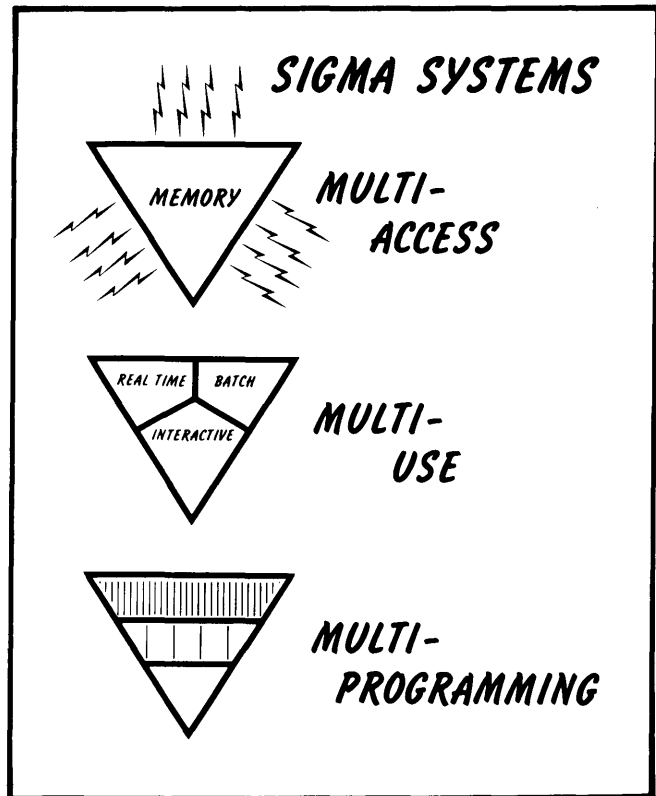 SIGMA SYSTEMS
MEMORY
MULTI-
ACCESS
REAL TIME
BATCH
INTERACTIVE
MULTI-
USE
MULTI-
PROGRAMMING